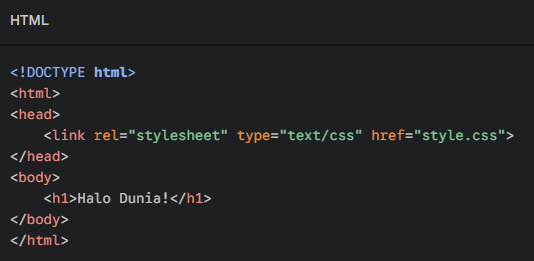 HTML
<!DOCTYPE html>
<html>
<head>
    <link rel="stylesheet" type="text/css" href="style.css">
</head>
<body>
    <h1>Halo Dunia!</h1>
</body>
</html>